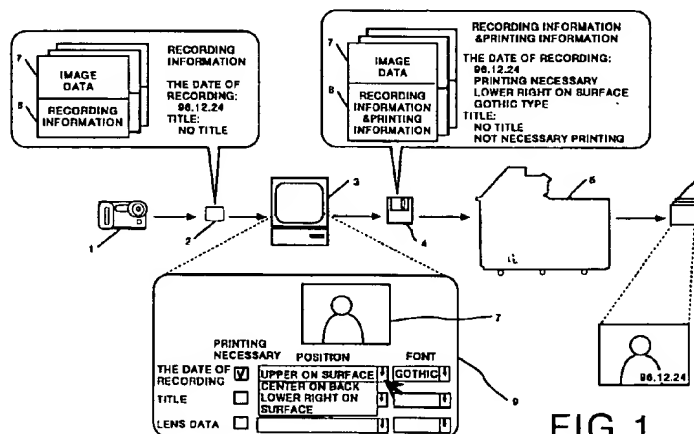 RECORDING
INFORMATION
THE DATE OF
RECORDING:
96.12.24
TITLE:
NO TITLE
7
IMAGE
DATA
RECORDING
INFORMATION
RECORDING INFORMATION
&PRINTING INFORMATION
THE DATE OF RECORDING:
96.12.24
PRINTING NECESSARY
LOWER RIGHT ON SURFACE
GOTHIC TYPE
TITLE:
NO TITLE
NOT NECESSARY PRINTING
7
IMAGE
DATA
8
RECORDING
INFORMATION
&PRINTING
INFORMATION
1
2
3
4
7
PRINTING
NECESSARY
POSITION
FONT
THE DATE OF
RECORDING
UPPER ON SURFACE
GOTHIC
CENTER ON BACK
LOWER RIGHT ON
SURFACE
TITLE
LENS DATA
9
96.12.24
FIG 1